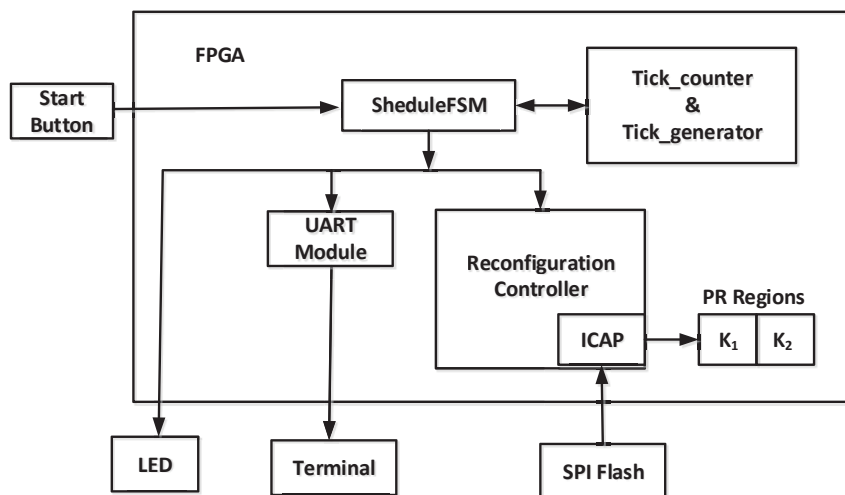 FPGA
Start
Button
SheduleFSM
Tick_counter
&
Tick_generator
UART
Module
Reconfiguration
Controller
PR Regions
ICAP
K₁
K₂
LED
Terminal
SPI Flash